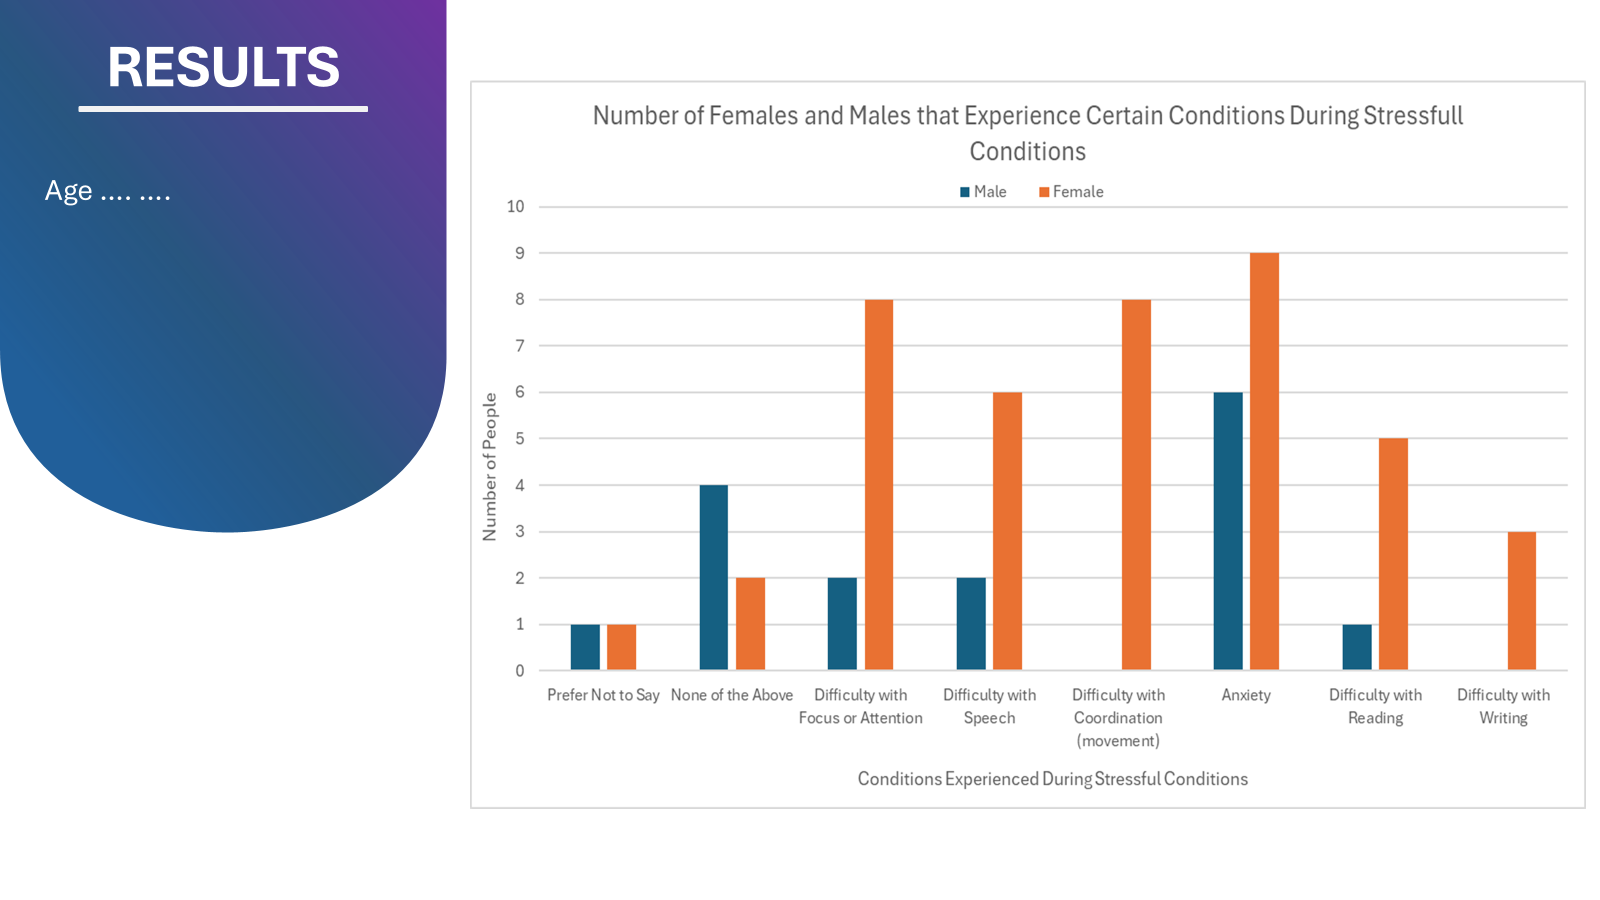 RESULTS
Age .... ....
Number of Females and Males that Experience Certain Conditions During Stressfull
Conditions
Male Female
10
9
8
7
6
5
4
3
2
1
0
Number of People
Prefer Not to Say
None of the Above
Difficulty with
Focus or Attention
Difficulty with
Speech
Difficulty with
Coordination
(movement)
Anxiety
Difficulty with
Reading
Difficulty with
Writing
Conditions Experienced During Stressful Conditions